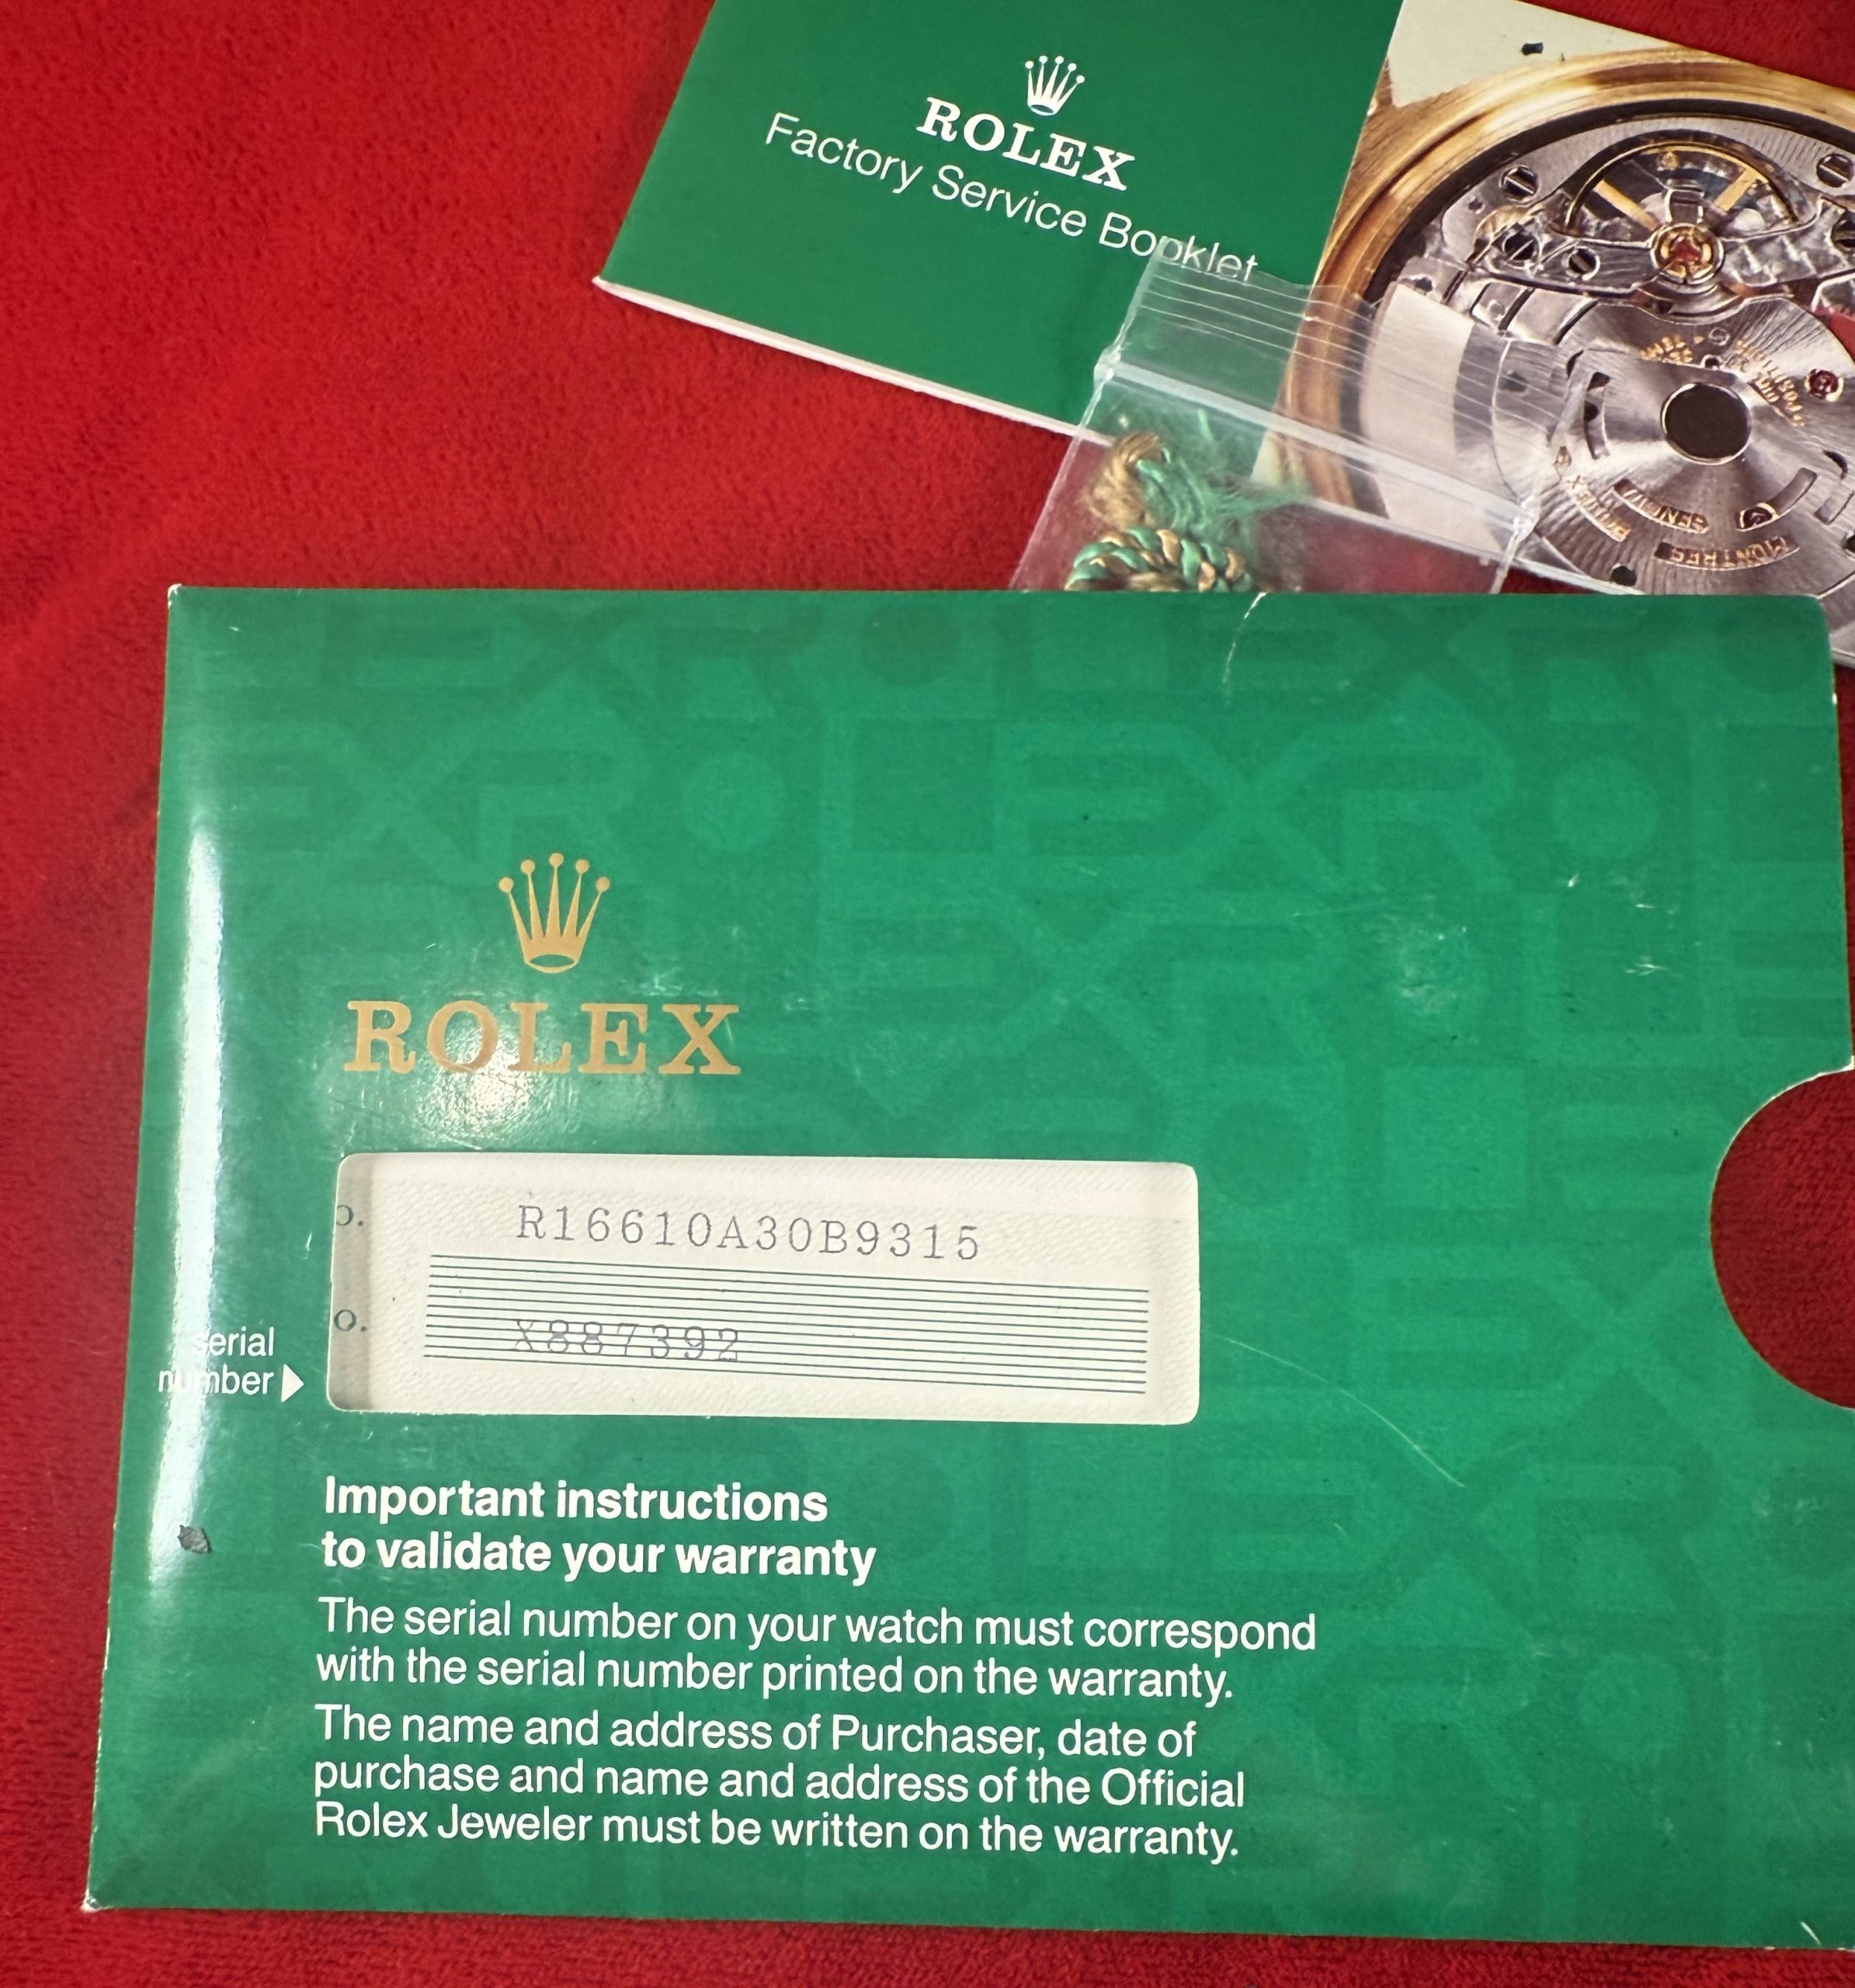 ROLEX
Factory Service Booklet
ROLEX
o.
R16610A30B9315
o.
X887392
serial
number
Important instructions
to validate your warranty
The serial number on your watch must correspond
with the serial number printed on the warranty.
The name and address of Purchaser, date of
purchase and name and address of the Official
Rolex Jeweler must be written on the warranty.